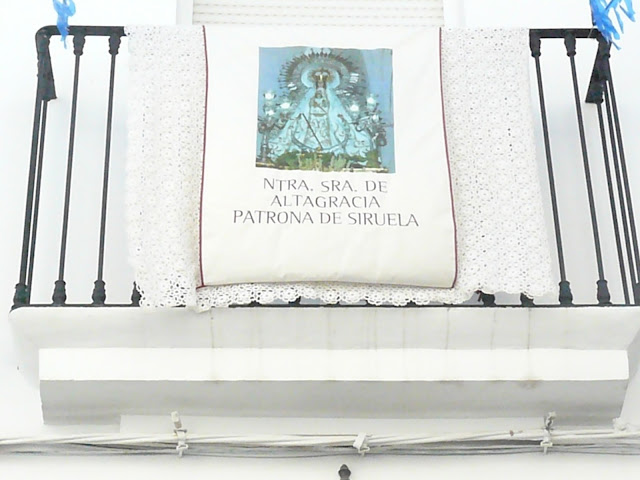 NTRA. SRA. DE
ALTAGRACIA
PATRONA DE SIRUELA